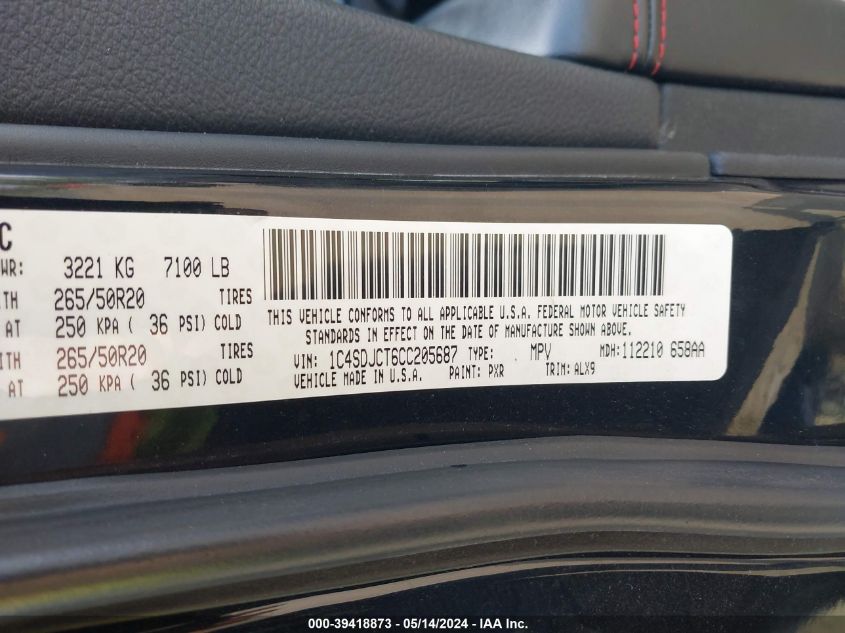 C
WR: 3221 KG 7100 LB
ITH 265/50R20 TIRES
AT 250 KPA ( 36 PSI) COLD
ITH 265/50R20 TIRES
AT 250 KPA ( 36 PSI) COLD
THIS VEHICLE CONFORMS TO ALL APPLICABLE U.S.A. FEDERAL MOTOR VEHICLE SAFETY
STANDARDS IN EFFECT ON THE DATE OF MANUFACTURE SHOWN ABOVE.
VIN: 1C4SDJCT6CC205687 TYPE: MPV MDH: 112210 658AA
VEHICLE MADE IN U.S.A. PAINT: PXR TRIM: ALX9
000-39418873 - 05/14/2024 - IAA Inc.